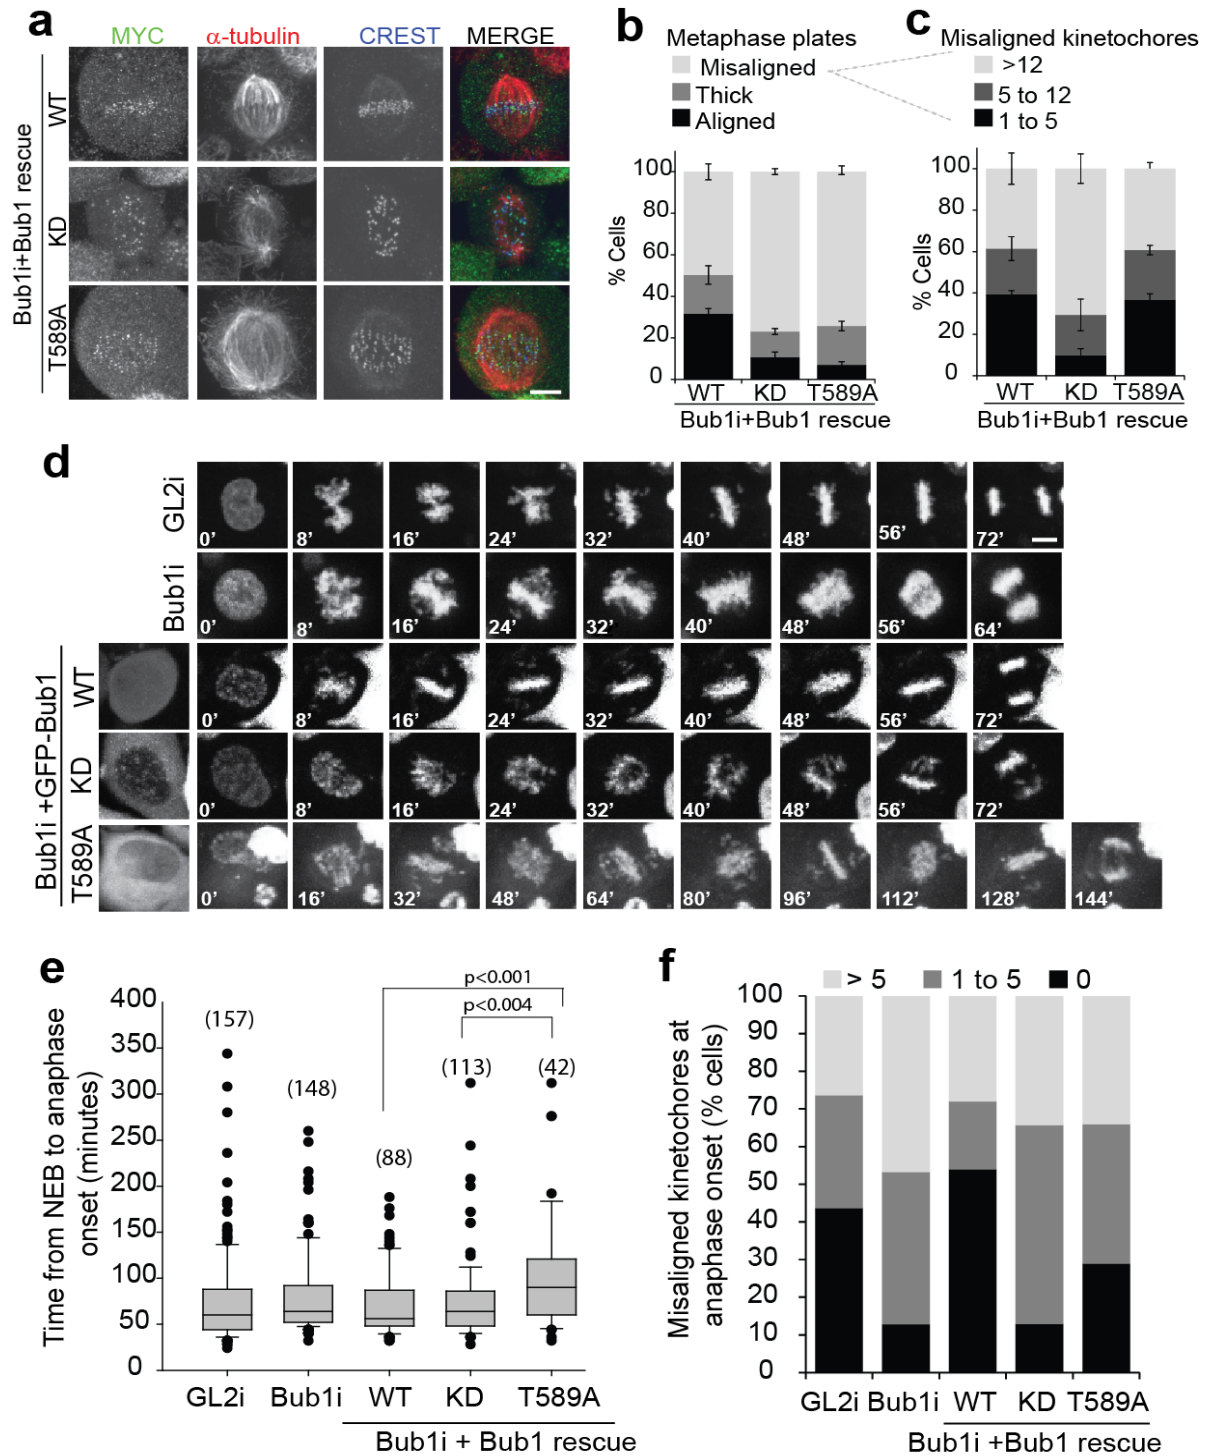 a
MYC α-tubulin CREST MERGE
Bub1i+Bub1 rescue
WT
KD
T589A
b
Metaphase plates
Misaligned
Thick
Aligned
% Cells
100
80
60
40
20
0
WT KD T589A
Bub1i+Bub1 rescue
c
Misaligned kinetochores
>12
5 to 12
1 to 5
% Cells
100
80
60
40
20
0
WT KD T589A
Bub1i+Bub1 rescue
d
GL2i
0' 8' 16' 24' 32' 40' 48' 56' 72'
Bub1i
0' 8' 16' 24' 32' 40' 48' 56' 64'
Bub1i +GFP-Bub1
WT
0' 8' 16' 24' 32' 40' 48' 56' 72'
KD
0' 8' 16' 24' 32' 40' 48' 56' 72'
T589A
0' 16' 32' 48' 64' 80' 96' 112' 128' 144'
e
Time from NEB to anaphase
onset (minutes)
400
350
300
250
200
150
100
50
0
p<0.001
p<0.004
(157)
(148)
(88)
(113)
(42)
GL2i Bub1i WT KD T589A
Bub1i + Bub1 rescue
f
> 5 1 to 5 0
Misaligned kinetochores at
anaphase onset (% cells)
100
90
80
70
60
50
40
30
20
10
0
GL2i Bub1i WT KD T589A
Bub1i +Bub1 rescue